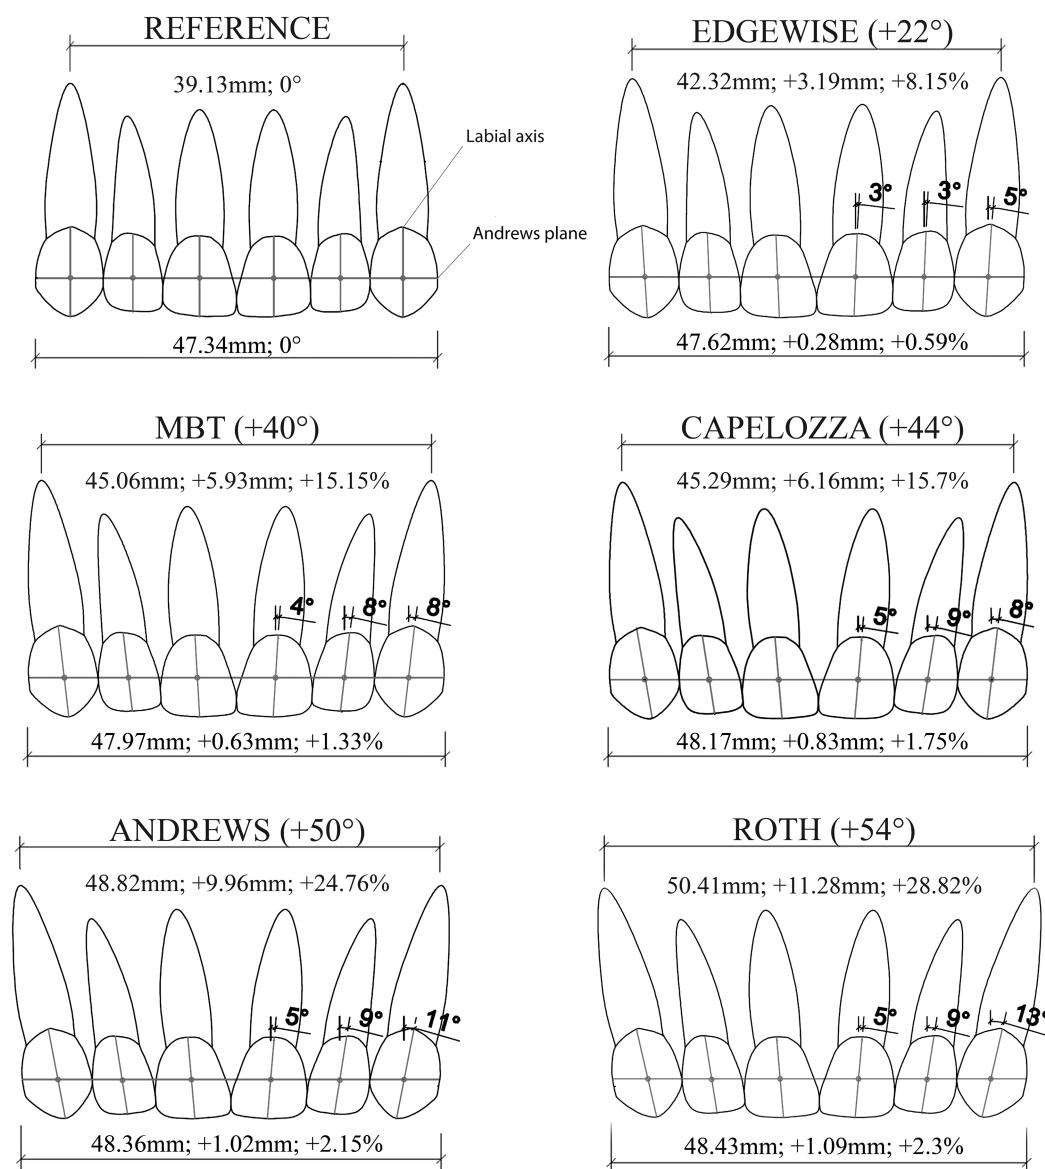 REFERENCE
39.13mm; 0°
Labial axis
Andrews plane
47.34mm; 0°
EDGEWISE (+22°)
42.32mm; +3.19mm; +8.15%
3°
3°
5°
47.62mm; +0.28mm; +0.59%
MBT (+40°)
45.06mm; +5.93mm; +15.15%
4°
8°
8°
47.97mm; +0.63mm; +1.33%
CAPELOZZA (+44°)
45.29mm; +6.16mm; +15.7%
5°
9°
8°
48.17mm; +0.83mm; +1.75%
ANDREWS (+50°)
48.82mm; +9.96mm; +24.76%
5°
9°
11°
48.36mm; +1.02mm; +2.15%
ROTH (+54°)
50.41mm; +11.28mm; +28.82%
5°
9°
13°
48.43mm; +1.09mm; +2.3%